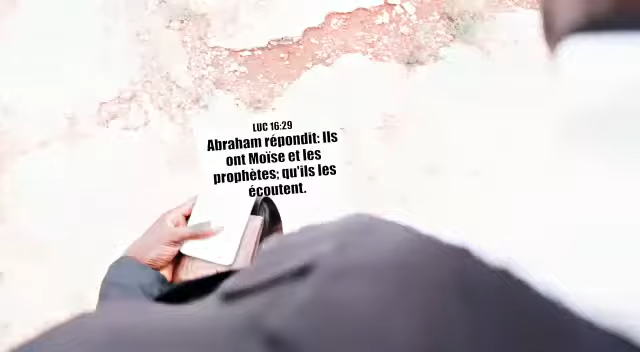 LUC 16:29
Abraham répondit: Ils
ont Moïse et les
prophètes; qu'ils les
écoutent.